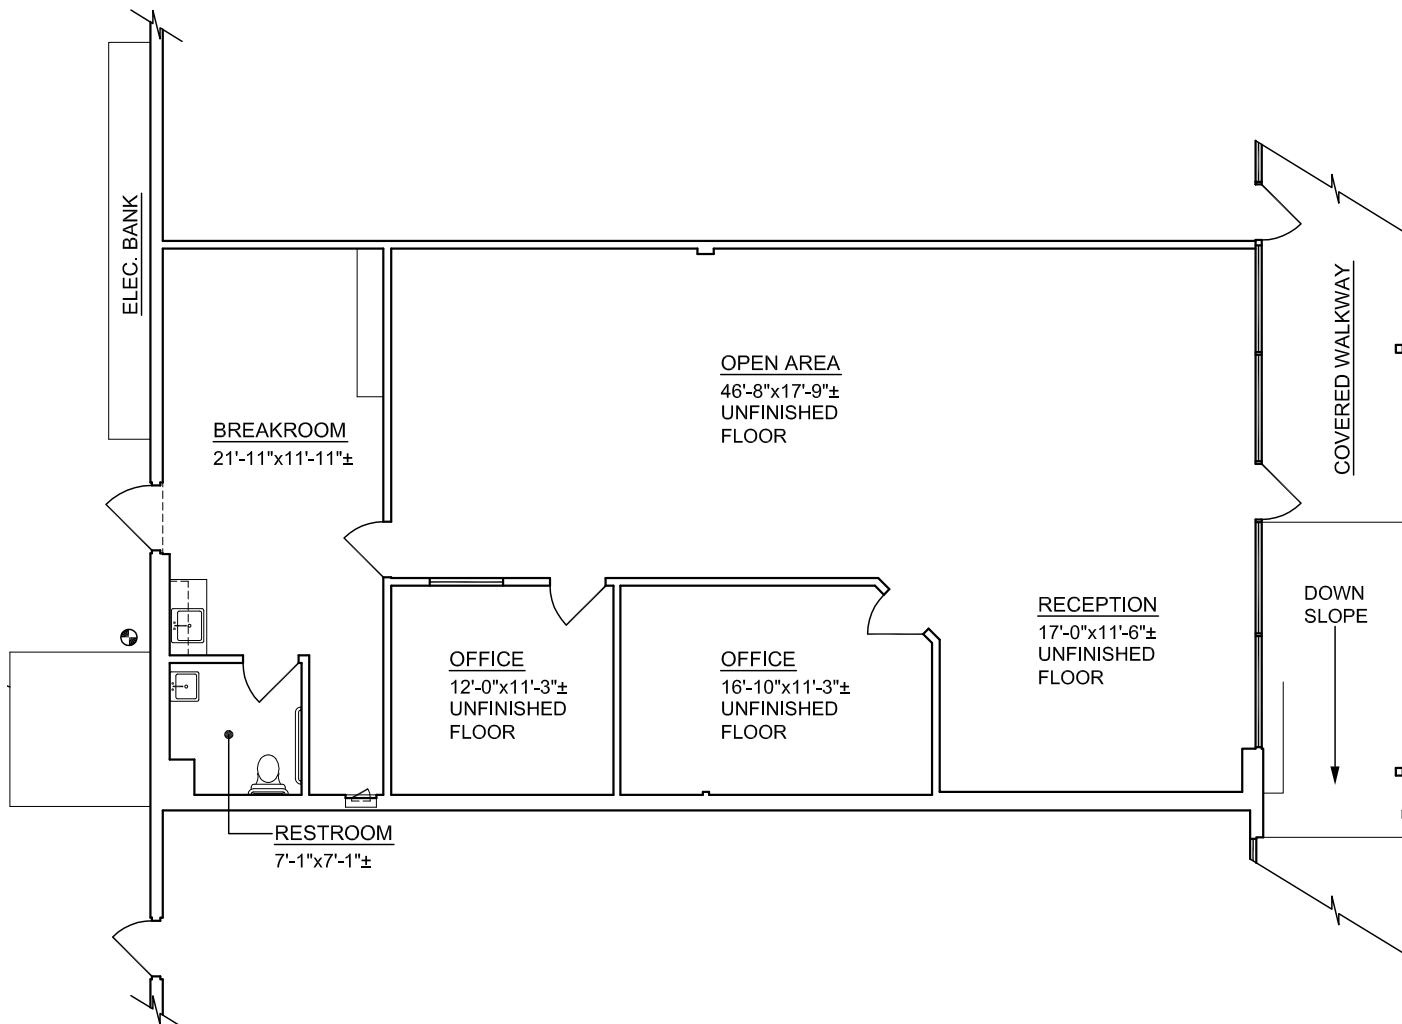 ELEC. BANK
COVERED WALKWAY
OPEN AREA
46'-8"x17'-9"±
UNFINISHED
FLOOR
BREAKROOM
21'-11"x11'-11"±
DOWN
SLOPE
RECEPTION
17'-0"x11'-6"±
UNFINISHED
FLOOR
OFFICE
12'-0"x11'-3"±
UNFINISHED
FLOOR
OFFICE
16'-10"x11'-3"±
UNFINISHED
FLOOR
RESTROOM
7'-1"x7'-1"±